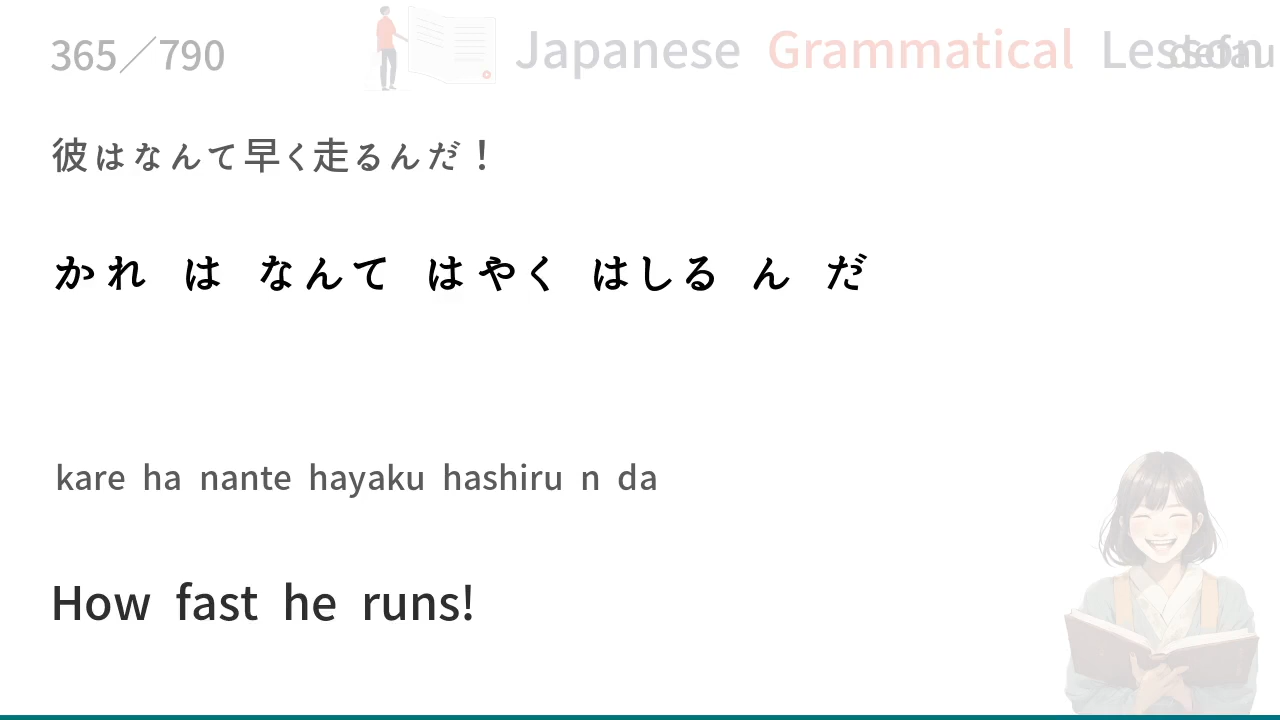 365／790
Japanese Grammatical Lesson
彼はなんて早く走るんだ！
かれ は なんて はやく はしる ん だ
kare ha nante hayaku hashiru n da
How fast he runs!